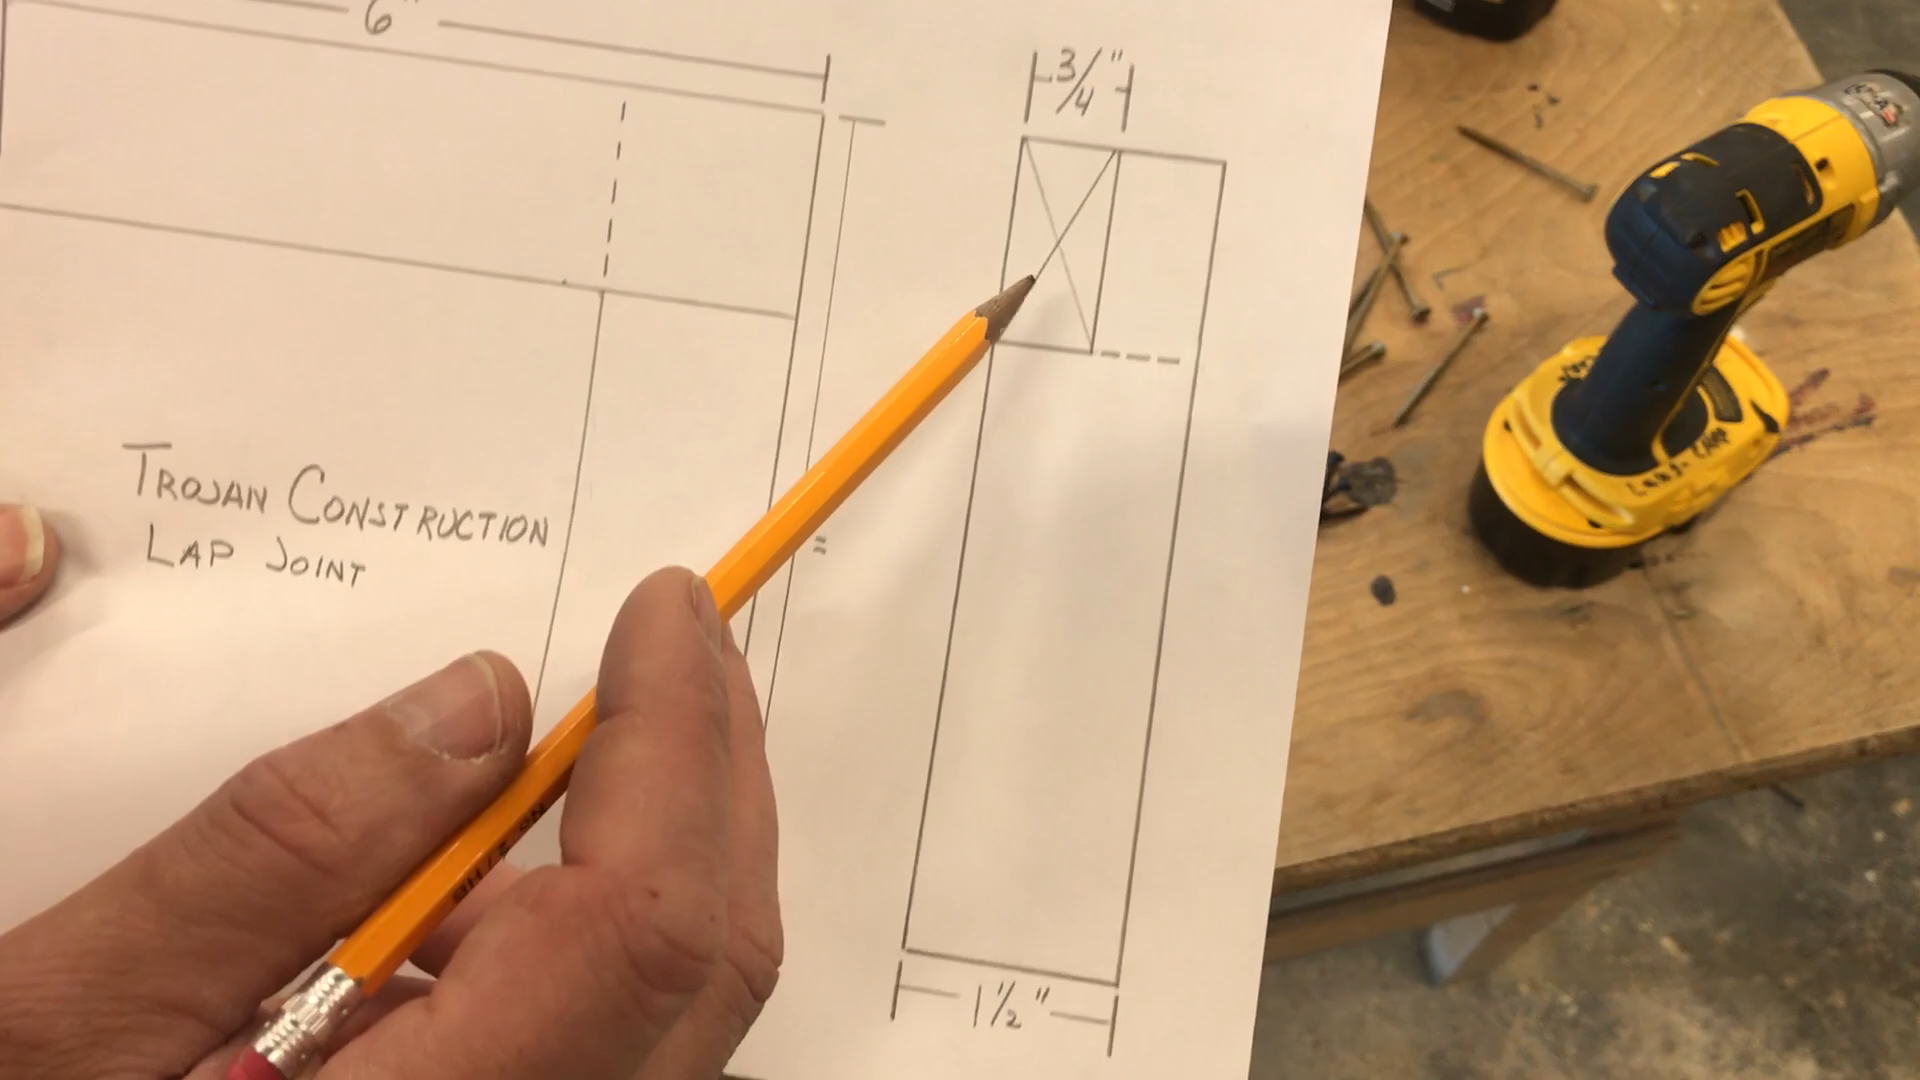 6"
3/4"
TROJAN CONSTRUCTION
LAP JOINT
1 1/2"